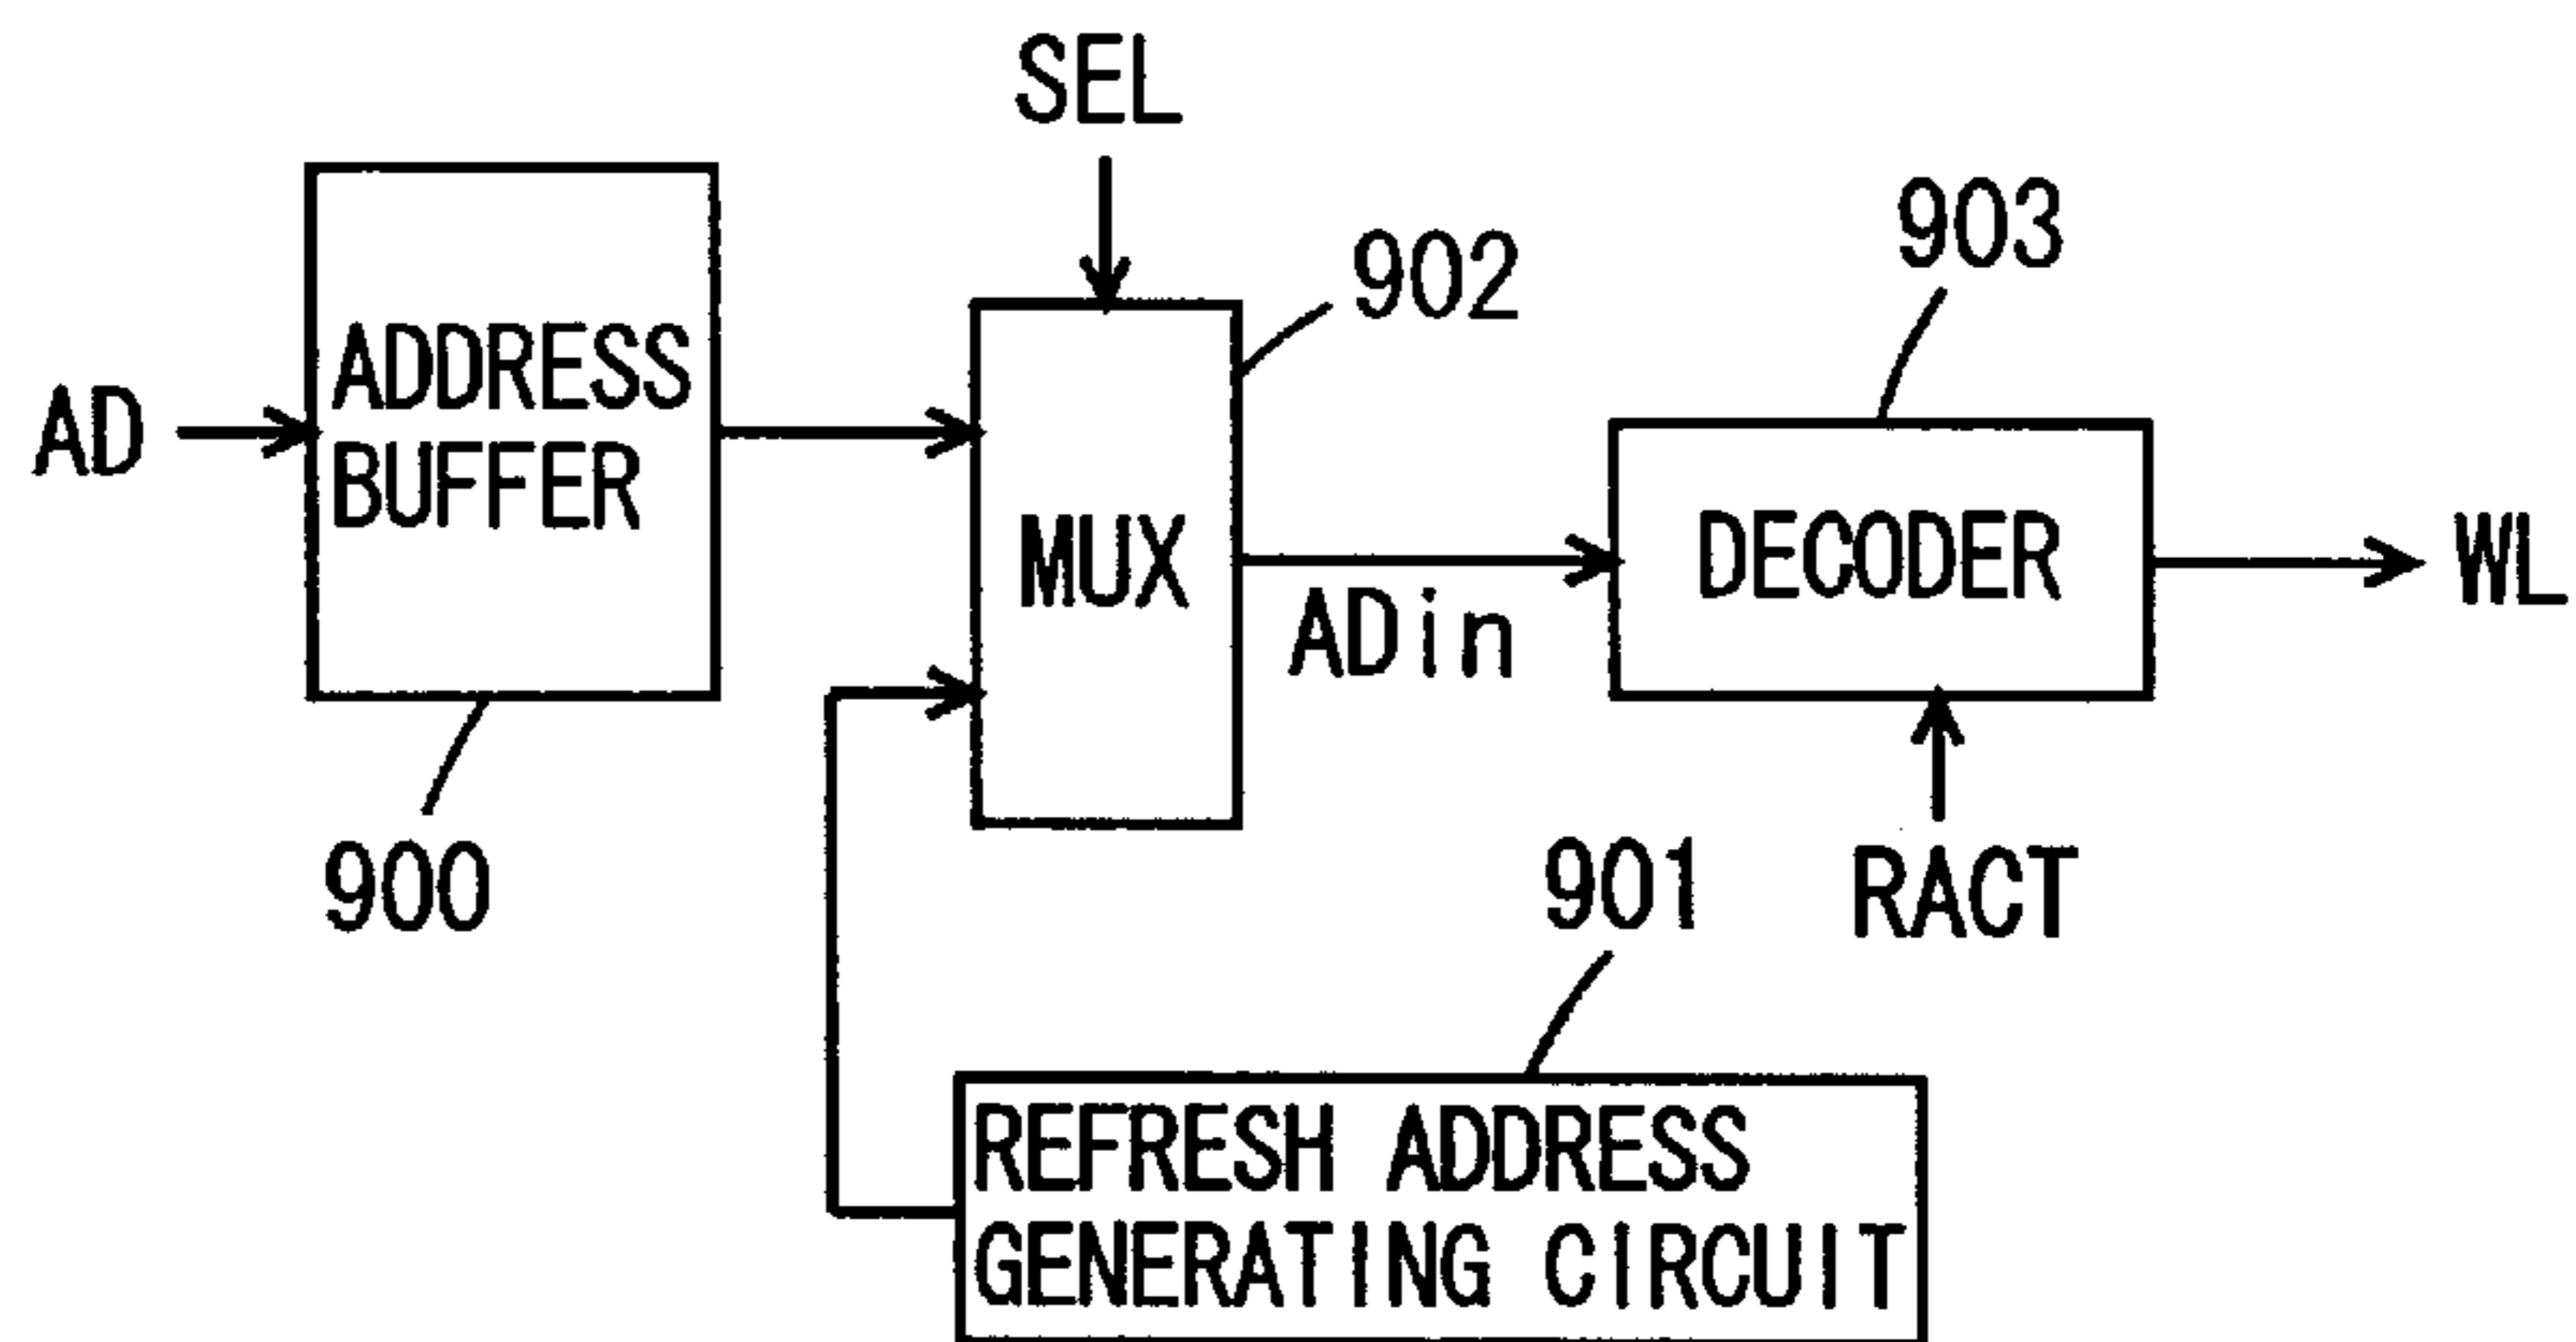 SEL
903
902
ADDRESS
BUFFER
AD
MUX
DECODER
WL
ADin
900
901
RACT
REFRESH ADDRESS
GENERATING CIRCUIT